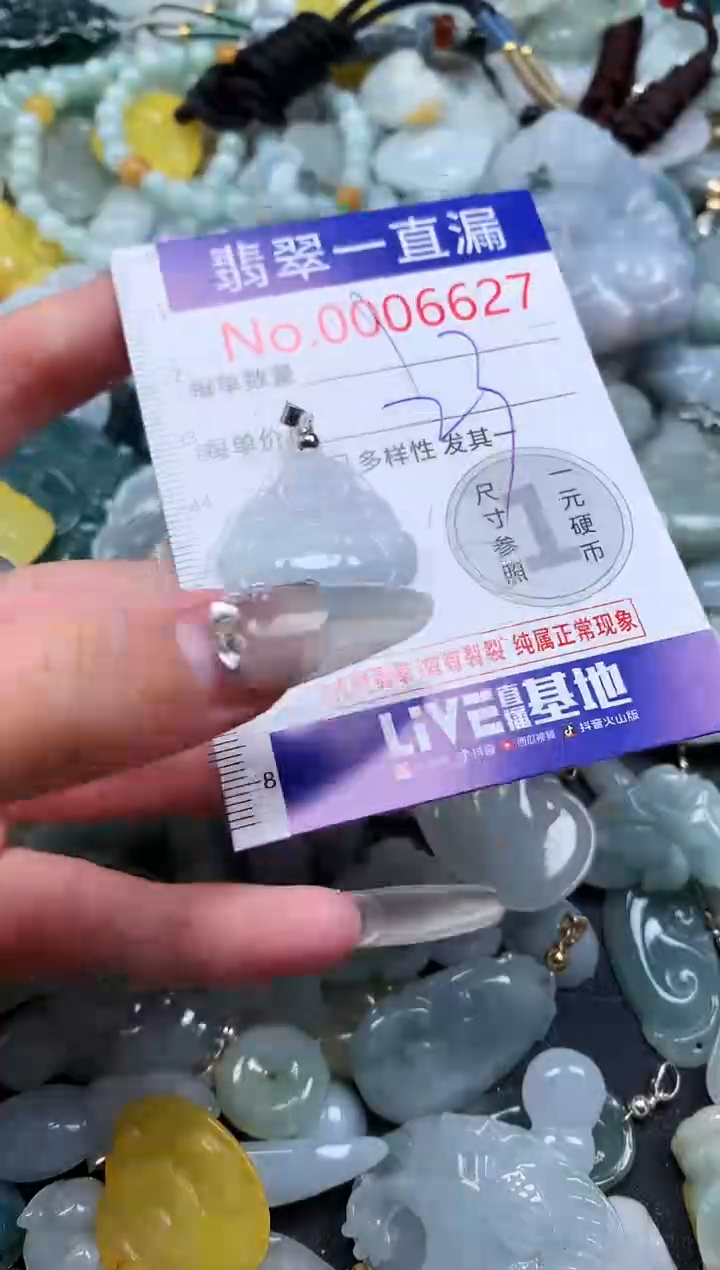 翡翠一直漏
No.0006627
每单数量
每单价
多样性 发其一
尺寸参照
1
一元硬币
纯属正常现象
LiVE直播基地
抖音 西瓜视频 抖音火山版
8